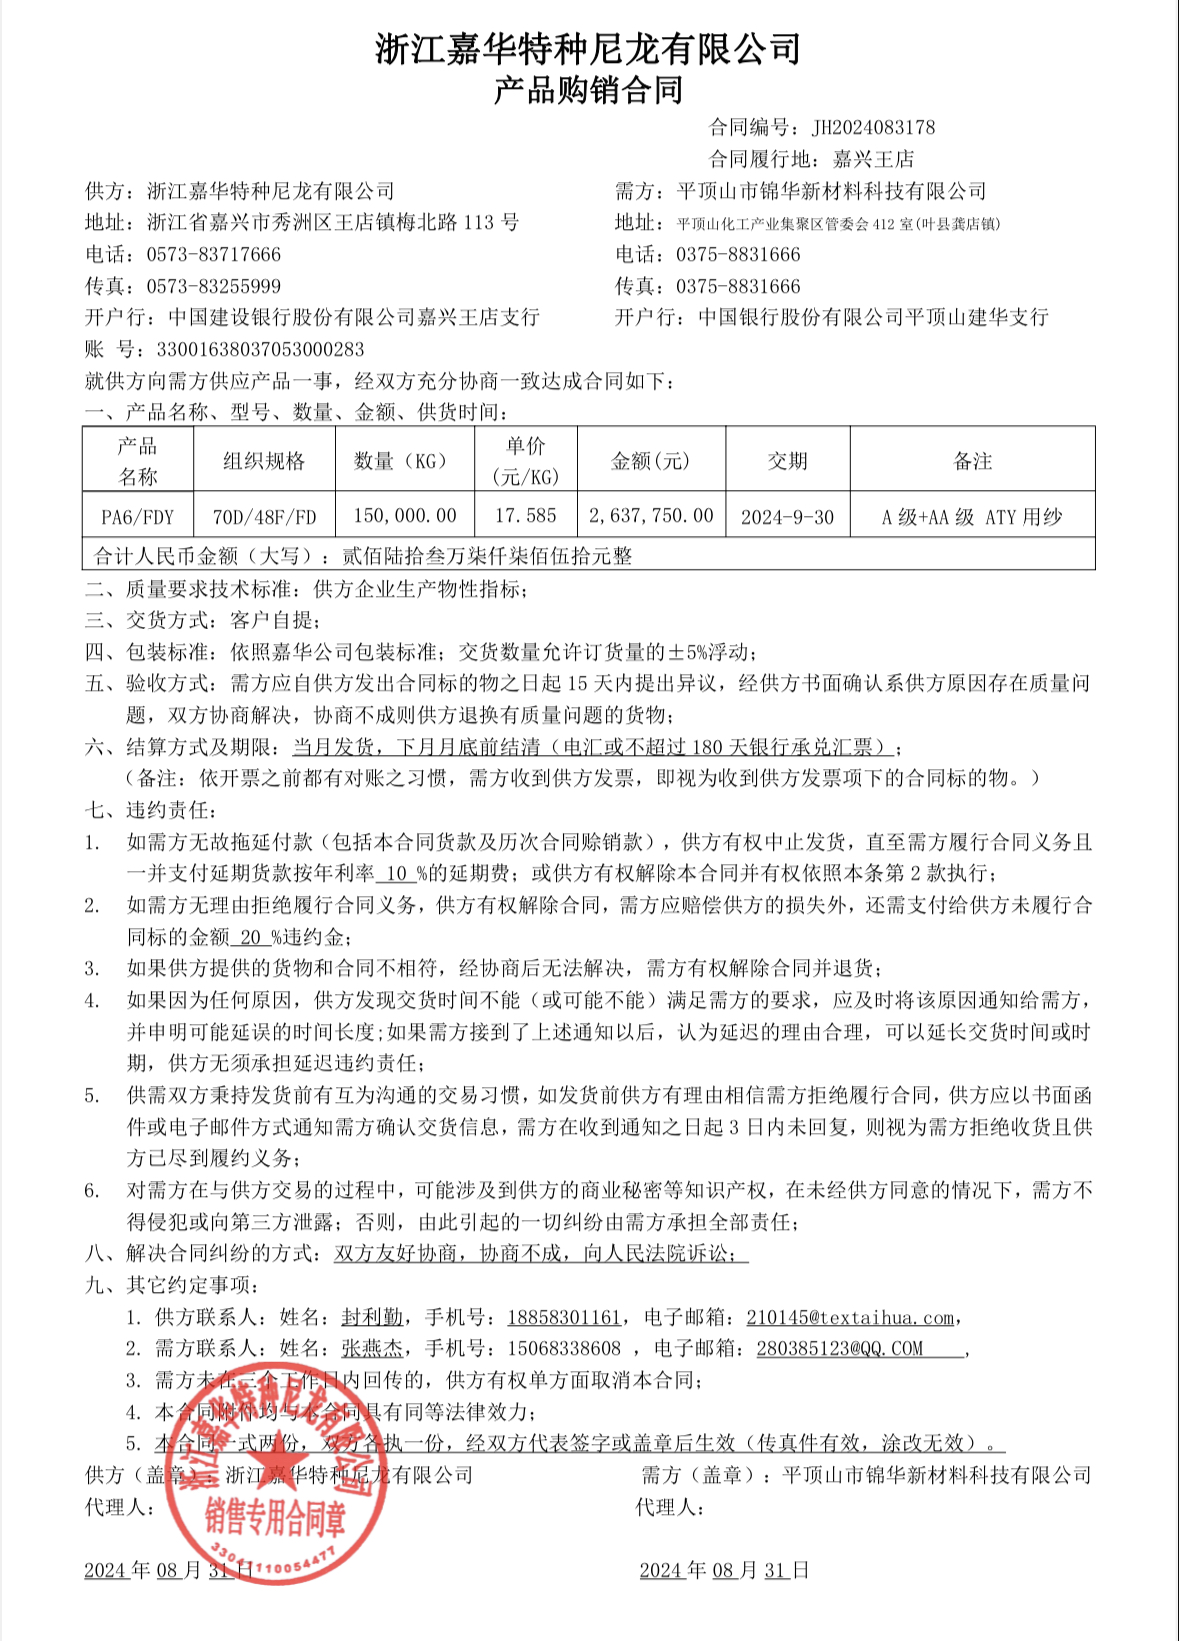 浙江嘉华特种尼龙有限公司
产品购销合同
合同编号：JH2024083178
合同履行地：嘉兴王店
供方：浙江嘉华特种尼龙有限公司 需方：平顶山市锦华新材料科技有限公司
地址：浙江省嘉兴市秀洲区王店镇梅北路 113 号 地址：平顶山化工产业集聚区管委会 412 室(叶县龚店镇)
电话：0573-83717666 电话：0375-8831666
传真：0573-83255999 传真：0375-8831666
开户行：中国建设银行股份有限公司嘉兴王店支行 开户行：中国银行股份有限公司平顶山建华支行
账 号：33001638037053000283
就供方向需方供应产品一事，经双方充分协商一致达成合同如下：
一、产品名称、型号、数量、金额、供货时间：
产品名称 组织规格 数量（KG） 单价(元/KG) 金额(元) 交期 备注
PA6/FDY 70D/48F/FD 150,000.00 17.585 2,637,750.00 2024-9-30 A 级+AA 级 ATY 用纱
合计人民币金额（大写）：贰佰陆拾叁万柒仟柒佰伍拾元整
二、质量要求技术标准：供方企业生产物性指标；
三、交货方式：客户自提；
四、包装标准：依照嘉华公司包装标准；交货数量允许订货量的±5%浮动；
五、验收方式：需方应自供方发出合同标的物之日起 15 天内提出异议，经供方书面确认系供方原因存在质量问
题，双方协商解决，协商不成则供方退换有质量问题的货物；
六、结算方式及期限：当月发货，下月月底前结清（电汇或不超过 180 天银行承兑汇票）；
（备注：依开票之前都有对账之习惯，需方收到供方发票，即视为收到供方发票项下的合同标的物。）
七、违约责任：
1. 如需方无故拖延付款（包括本合同货款及历次合同赊销款），供方有权中止发货，直至需方履行合同义务且
一并支付延期货款按年利率 10 %的延期费；或供方有权解除本合同并有权依照本条第 2 款执行；
2. 如需方无理由拒绝履行合同义务，供方有权解除合同，需方应赔偿供方的损失外，还需支付给供方未履行合
同标的金额 20 %违约金；
3. 如果供方提供的货物和合同不相符，经协商后无法解决，需方有权解除合同并退货；
4. 如果因为任何原因，供方发现交货时间不能（或可能不能）满足需方的要求，应及时将该原因通知给需方，
并申明可能延误的时间长度;如果需方接到了上述通知以后，认为延迟的理由合理，可以延长交货时间或时
期，供方无须承担延迟违约责任；
5. 供需双方秉持发货前有互为沟通的交易习惯，如发货前供方有理由相信需方拒绝履行合同，供方应以书面函
件或电子邮件方式通知需方确认交货信息，需方在收到通知之日起 3 日内未回复，则视为需方拒绝收货且供
方已尽到履约义务；
6. 对需方在与供方交易的过程中，可能涉及到供方的商业秘密等知识产权，在未经供方同意的情况下，需方不
得侵犯或向第三方泄露；否则，由此引起的一切纠纷由需方承担全部责任；
八、解决合同纠纷的方式：双方友好协商，协商不成，向人民法院诉讼；
九、其它约定事项：
1. 供方联系人：姓名：封利勤，手机号：18858301161，电子邮箱：210145@textaihua.com，
2. 需方联系人：姓名：张燕杰，手机号：15068338608 ，电子邮箱：280385123@QQ.COM ，
3. 需方未在三个工作日内回传的，供方有权单方面取消本合同；
4. 本合同附件均与本合同具有同等法律效力；
5. 本合同一式两份，双方各执一份，经双方代表签字或盖章后生效（传真件有效，涂改无效）。
供方（盖章）：浙江嘉华特种尼龙有限公司 需方（盖章）：平顶山市锦华新材料科技有限公司
代理人： 代理人：
2024 年 08 月 31 日 2024 年 08 月 31 日
浙江嘉华特种尼龙有限公司
销售专用合同章
33041110054477